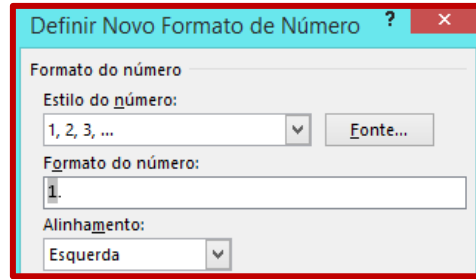 Definir Novo Formato de Número ? ×
Formato do número
Estilo do número:
1, 2, 3, ...
Fonte...
Formato do número:
1.
Alinhamento:
Esquerda